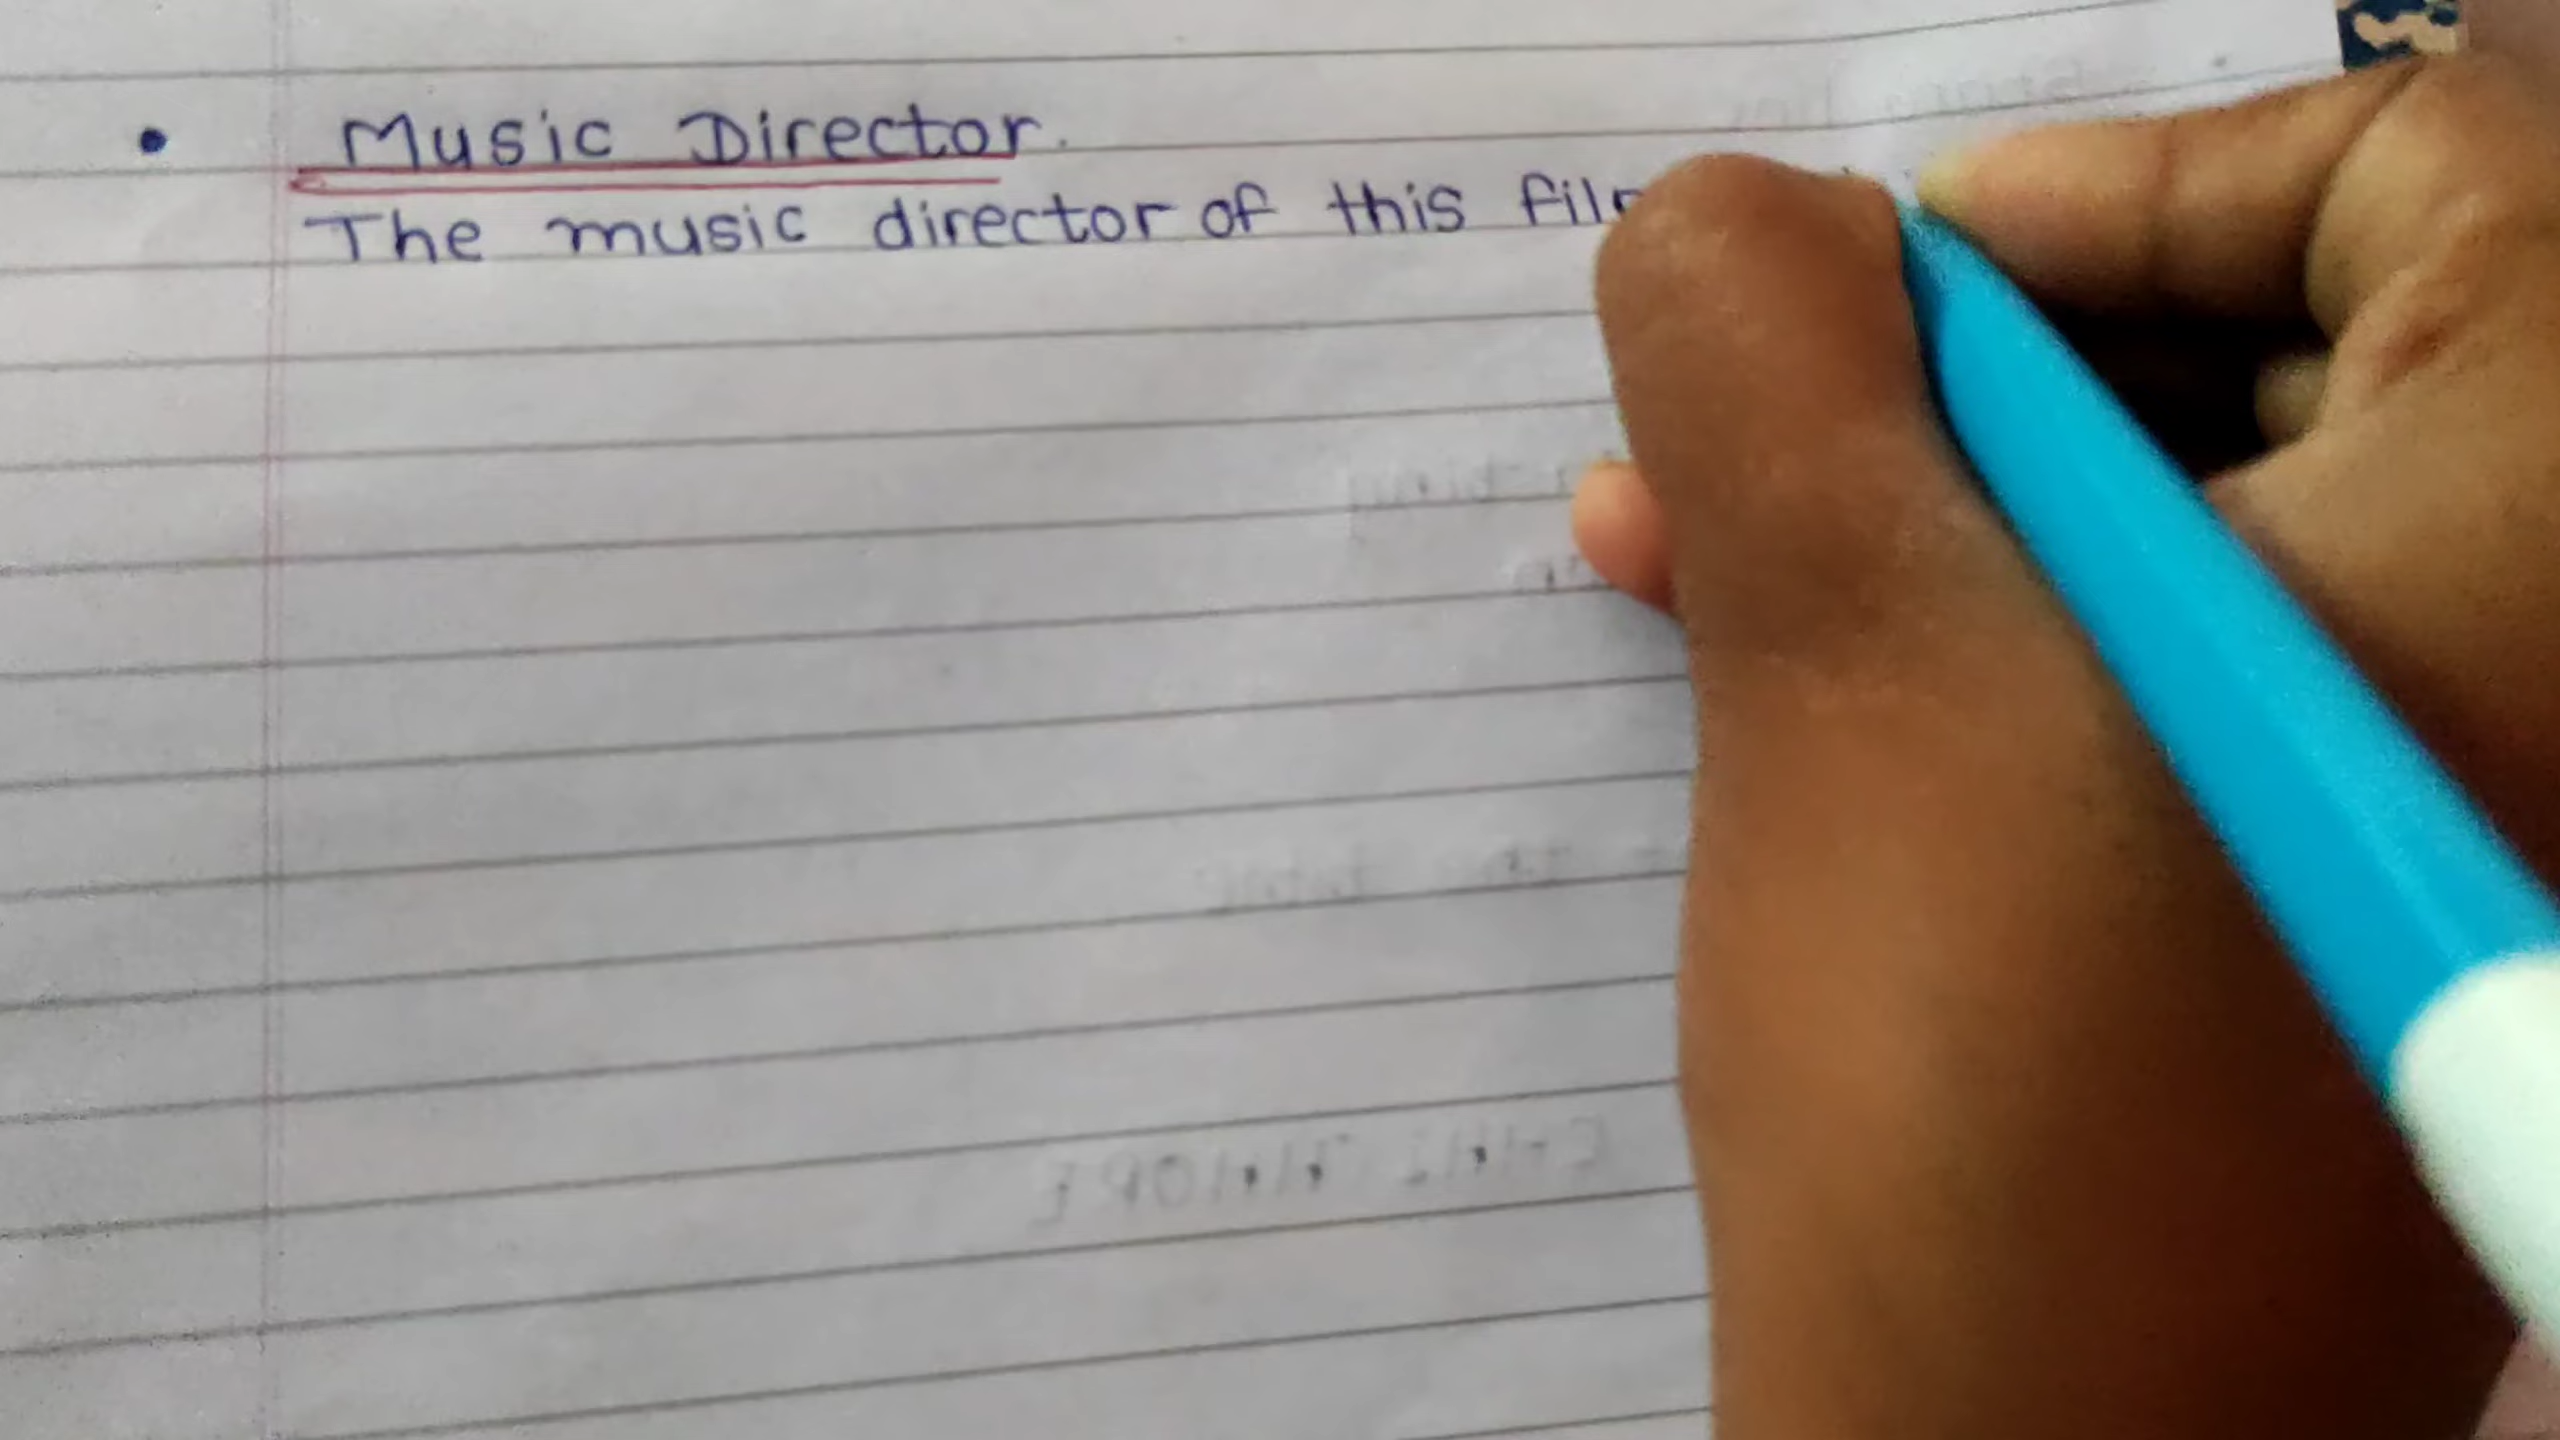 • Music Director.
The music director of this